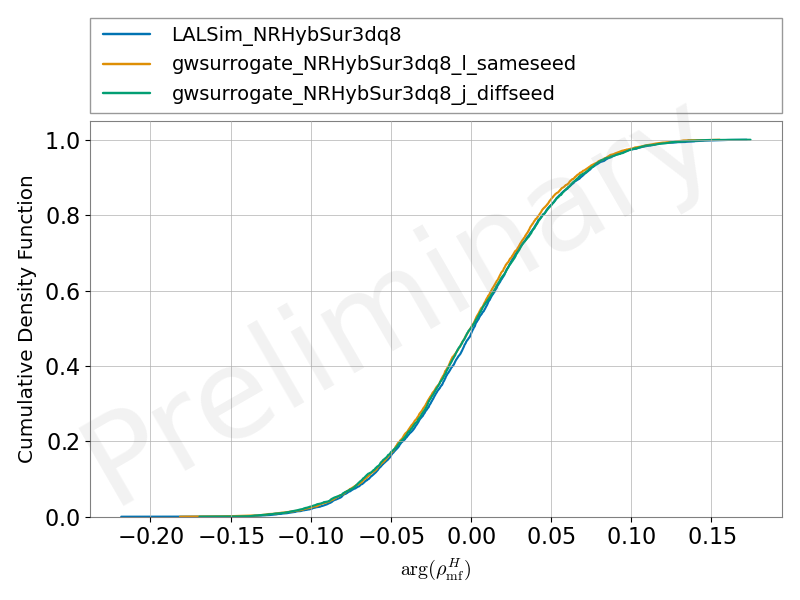 LALSim_NRHybSur3dq8
gwsurrogate_NRHybSur3dq8_l_sameseed
gwsurrogate_NRHybSur3dq8_j_diffseed
Preliminary
Cumulative Density Function
1.0
0.8
0.6
0.4
0.2
0.0
−0.20 −0.15 −0.10 −0.05 0.00 0.05 0.10 0.15
arg(ρ_mf^H)